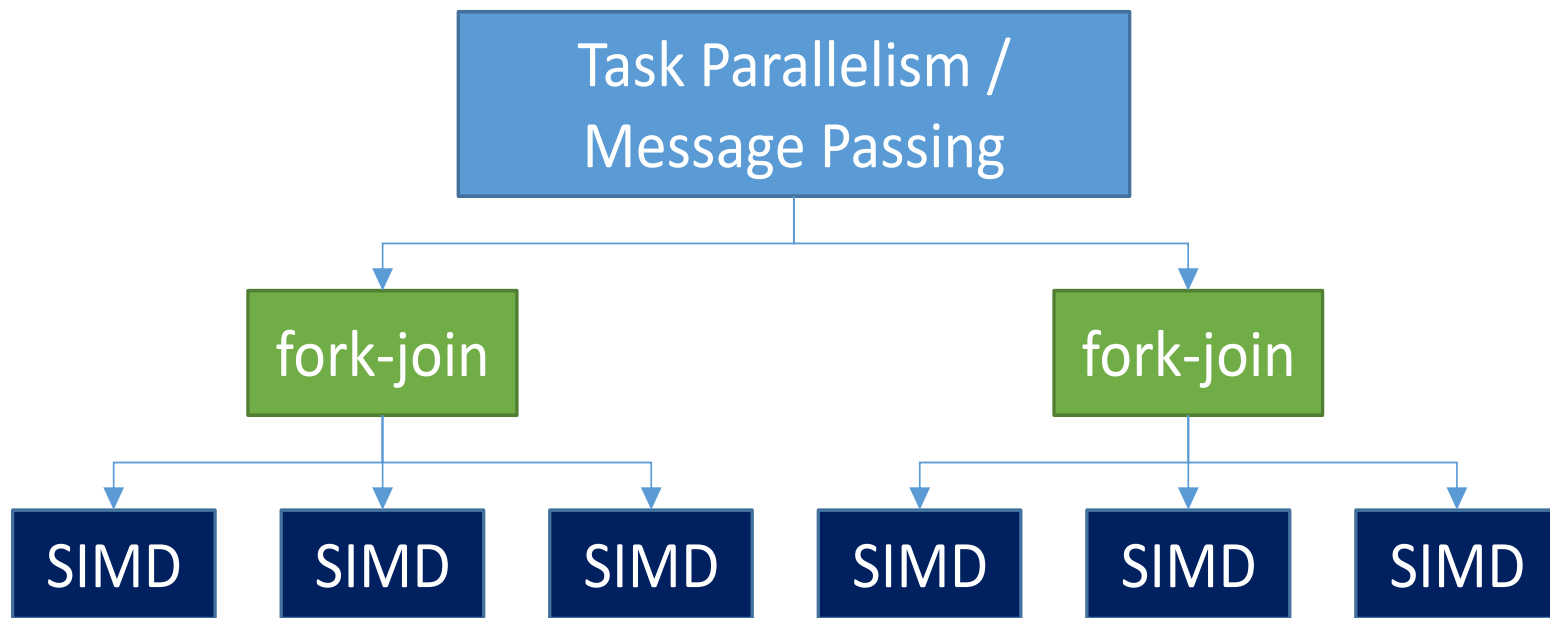 Task Parallelism /
Message Passing
fork-join
fork-join
SIMD
SIMD
SIMD
SIMD
SIMD
SIMD